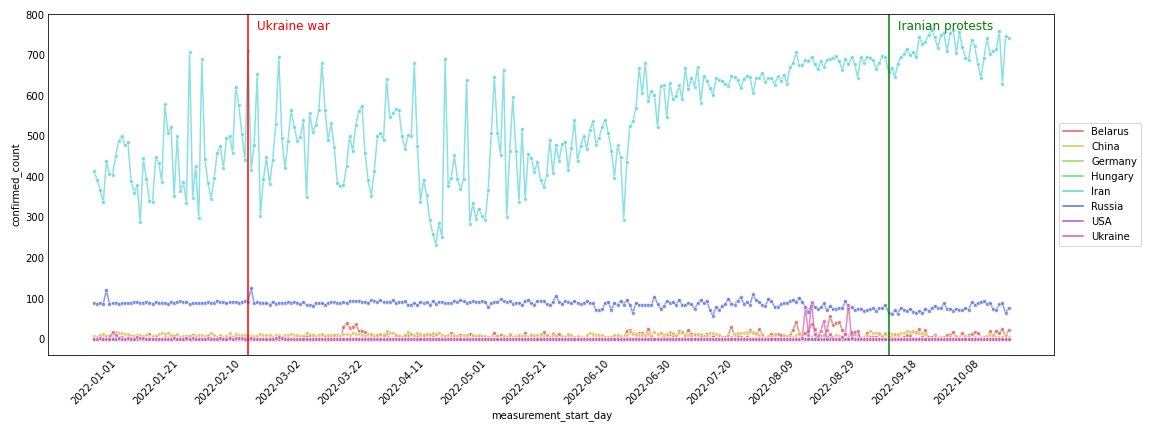 Ukraine war
Iranian protests
confirmed_count
800
700
600
500
400
300
200
100
0
2022-01-01
2022-01-21
2022-02-10
2022-03-02
2022-03-22
2022-04-11
2022-05-01
2022-05-21
2022-06-10
2022-06-30
2022-07-20
2022-08-09
2022-08-29
2022-09-18
2022-10-08
measurement_start_day
Belarus
China
Germany
Hungary
Iran
Russia
USA
Ukraine